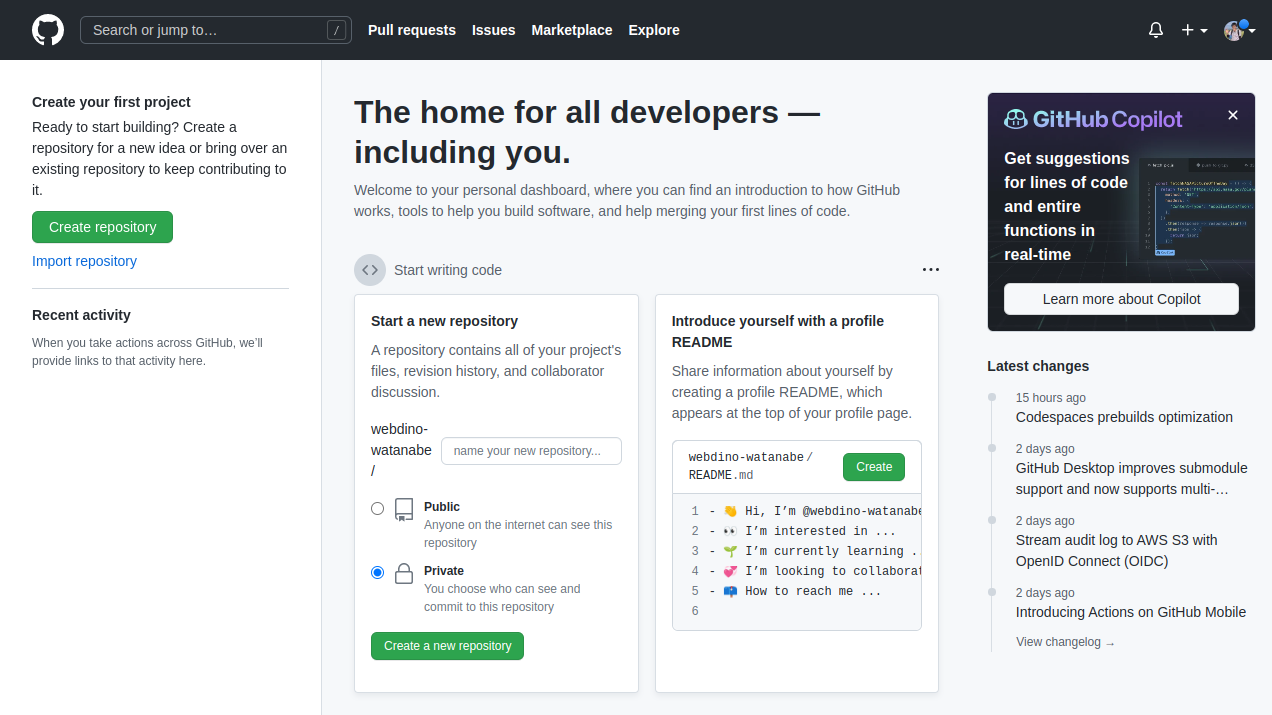 Search or jump to…
/
Pull requests
Issues
Marketplace
Explore
Create your first project
Ready to start building? Create a
repository for a new idea or bring over an
existing repository to keep contributing to
it.
Create repository
Import repository
Recent activity
When you take actions across GitHub, we’ll
provide links to that activity here.
The home for all developers —
including you.
Welcome to your personal dashboard, where you can find an introduction to how GitHub
works, tools to help you build software, and help merging your first lines of code.
Start writing code
Start a new repository
A repository contains all of your project's
files, revision history, and collaborator
discussion.
webdino-
watanabe
/
name your new repository...
Public
Anyone on the internet can see this
repository
Private
You choose who can see and
commit to this repository
Create a new repository
Introduce yourself with a profile
README
Share information about yourself by
creating a profile README, which
appears at the top of your profile page.
webdino-watanabe /
README.md
Create
1 - 👋 Hi, I’m @webdino-watanabe
2 - 👀 I’m interested in ...
3 - 🌱 I’m currently learning ..
4 - 💞️ I’m looking to collaborat
5 - 📫 How to reach me ...
6
GitHub Copilot
Get suggestions
for lines of code
and entire
functions in
real-time
Learn more about Copilot
Latest changes
15 hours ago
Codespaces prebuilds optimization
2 days ago
GitHub Desktop improves submodule
support and now supports multi-…
2 days ago
Stream audit log to AWS S3 with
OpenID Connect (OIDC)
2 days ago
Introducing Actions on GitHub Mobile
View changelog →